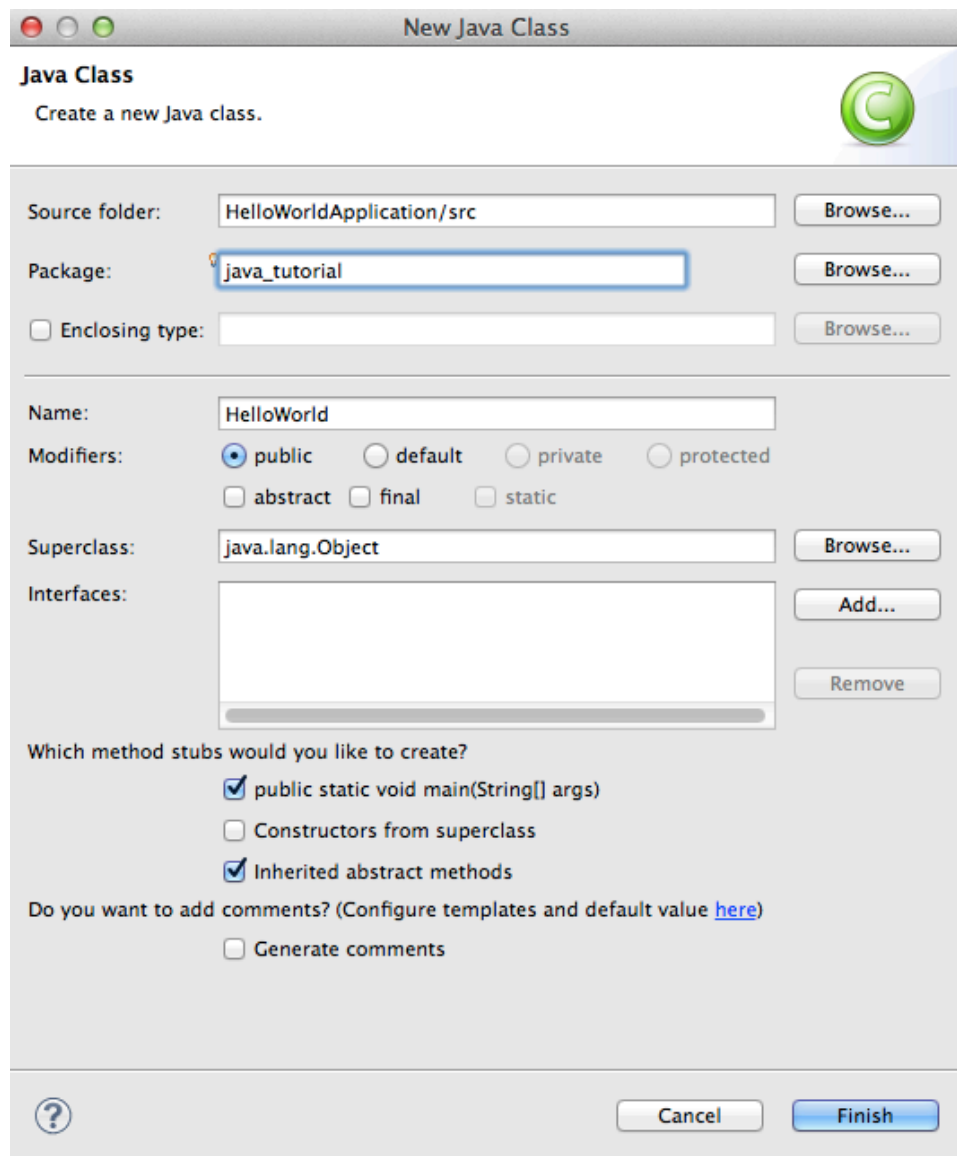 New Java Class
Java Class
Create a new Java class.
C
Source folder: HelloWorldApplication/src Browse...
Package: java_tutorial Browse...
Enclosing type: Browse...
Name: HelloWorld
Modifiers: public default private protected
abstract final static
Superclass: java.lang.Object Browse...
Interfaces: Add...
Remove
Which method stubs would you like to create?
public static void main(String[] args)
Constructors from superclass
Inherited abstract methods
Do you want to add comments? (Configure templates and default value here)
Generate comments
? Cancel Finish